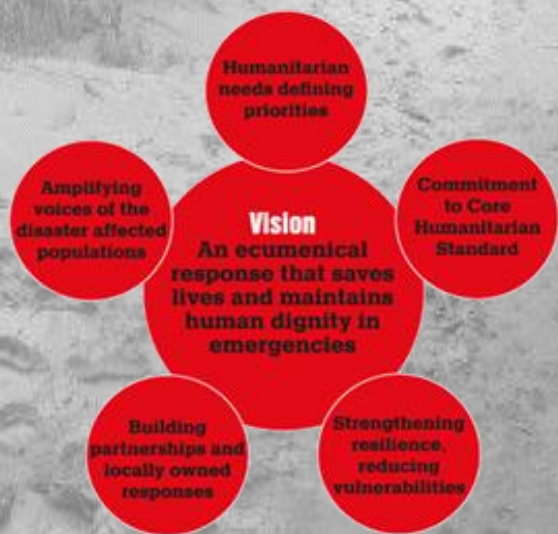 Humanitarian
needs defining
priorities
Amplifying
voices of the
disaster affected
populations
Commitment
to Core
Humanitarian
Standard
Vision
An ecumenical
response that saves
lives and maintains
human dignity in
emergencies
Building
partnerships and
locally owned
responses
Strengthening
resilience,
reducing
vulnerabilities